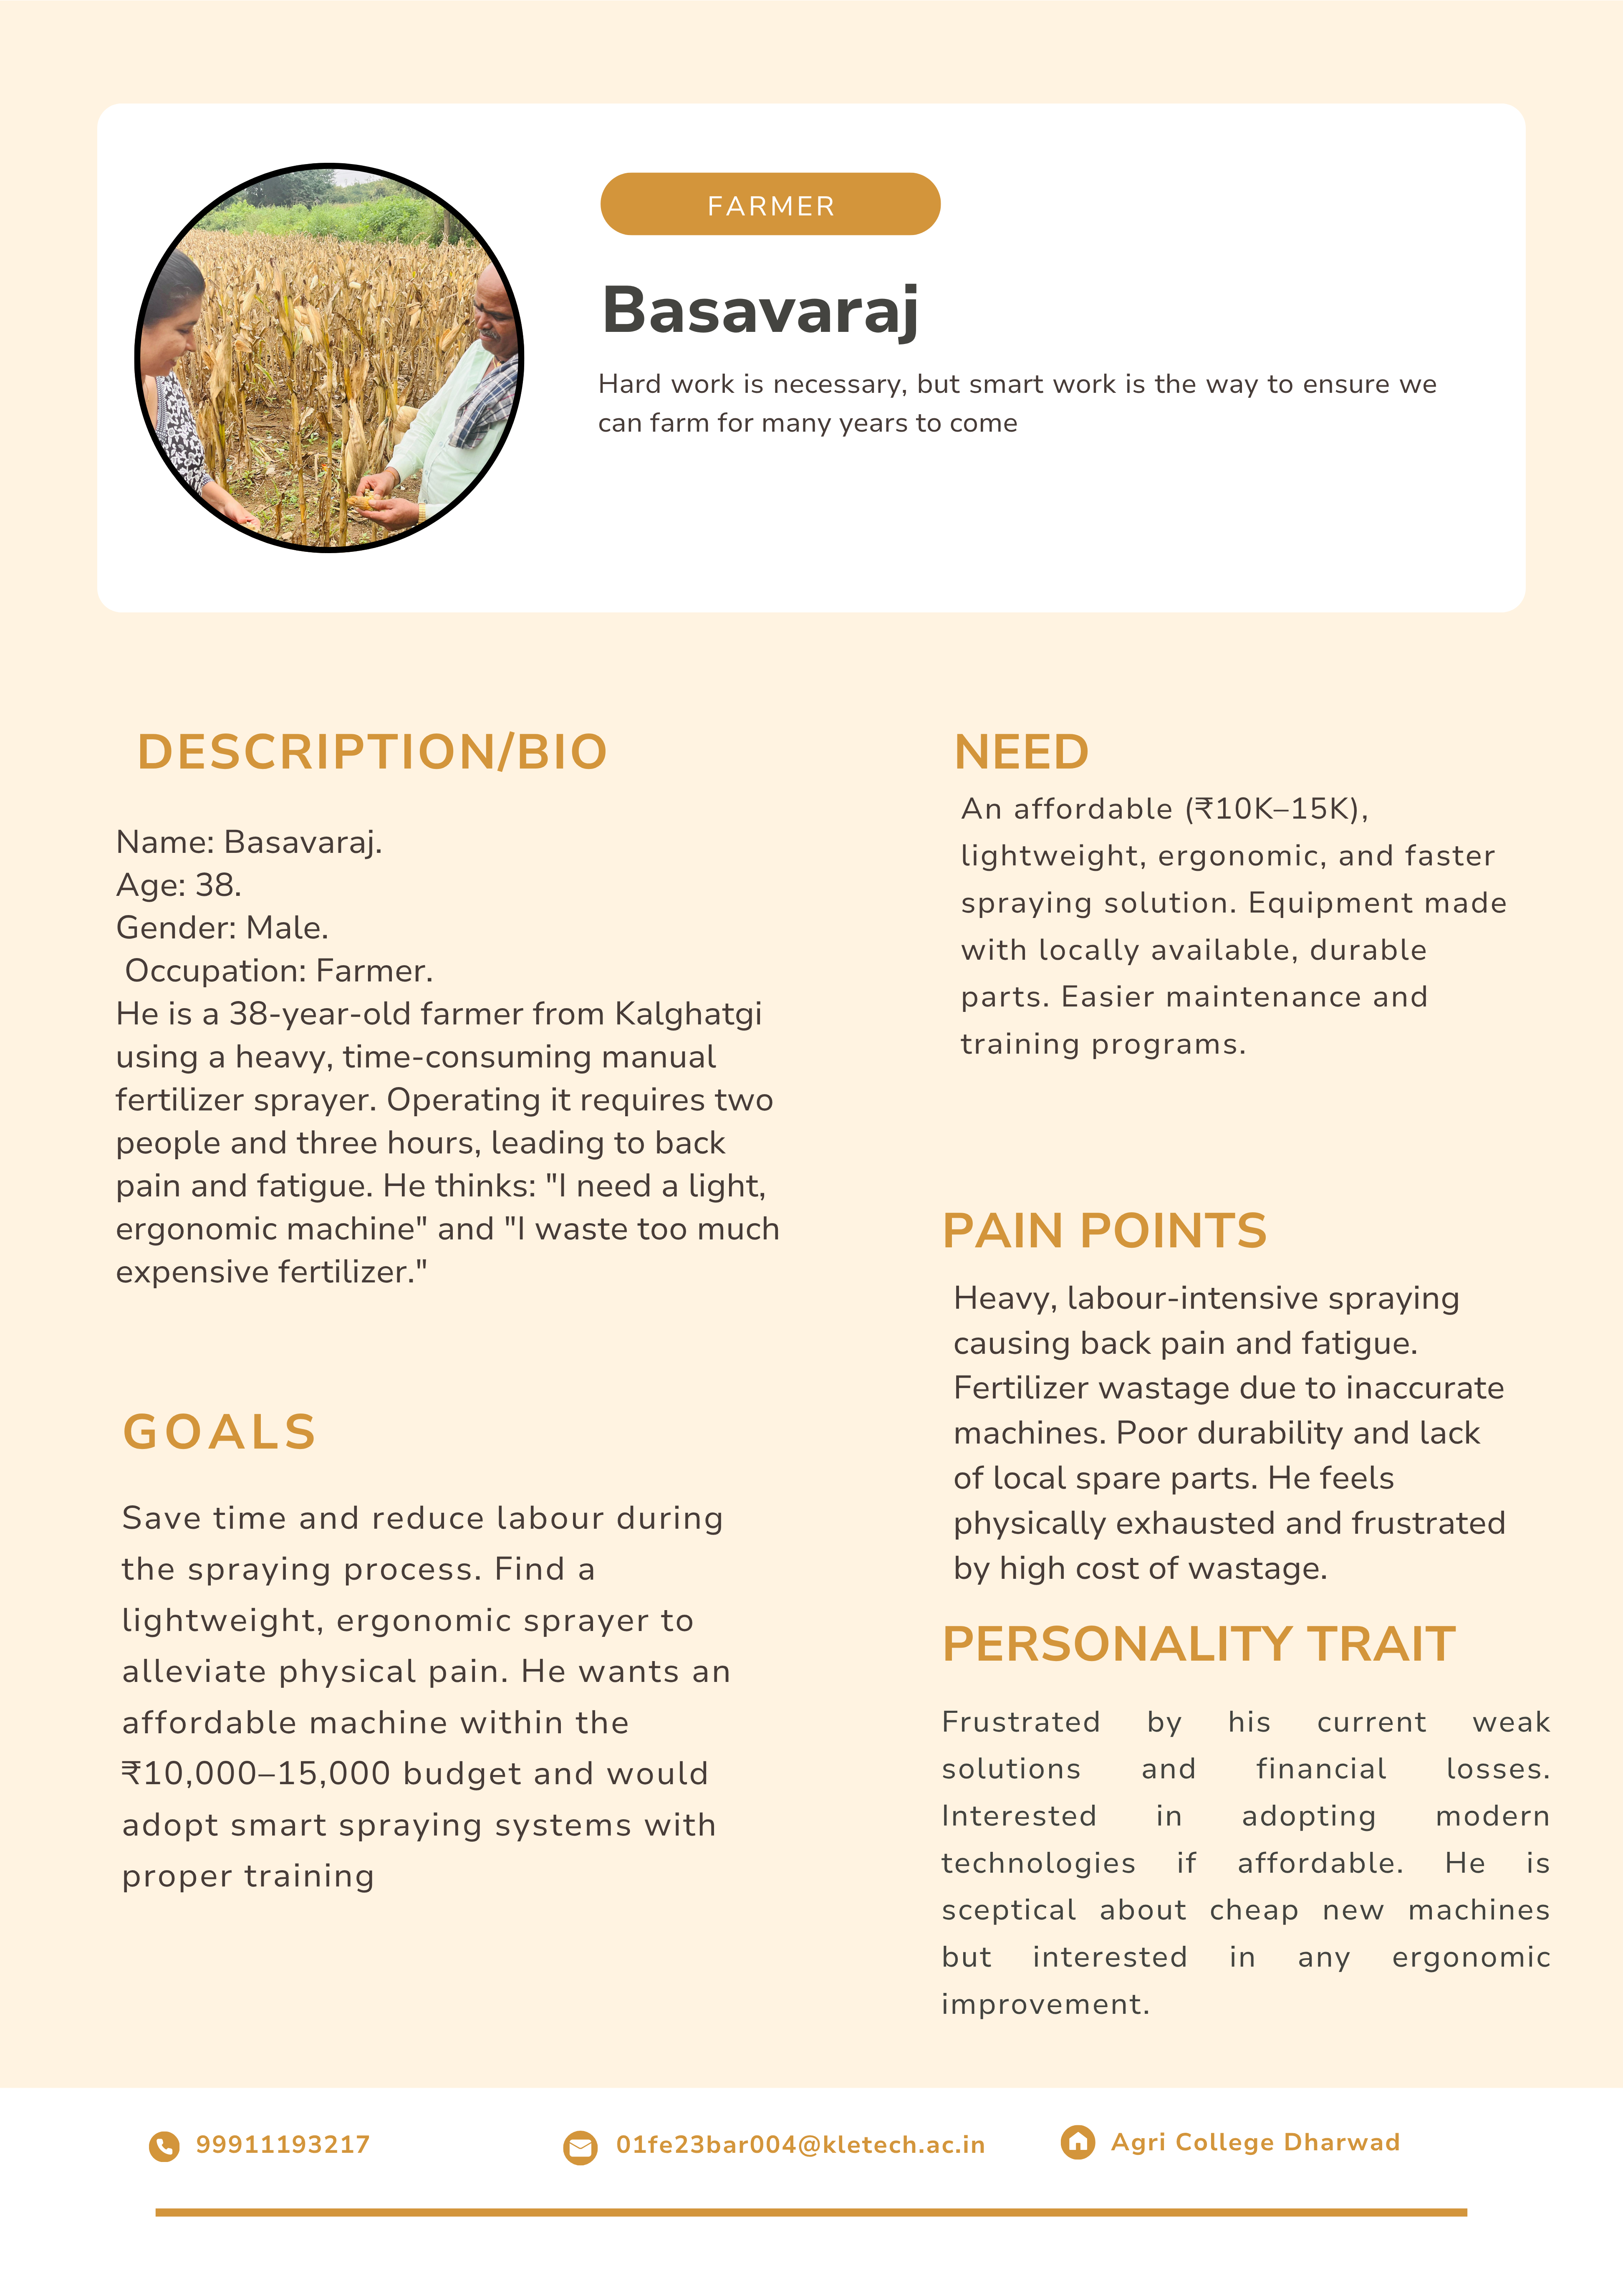 FARMER
Basavaraj
Hard work is necessary, but smart work is the way to ensure we
can farm for many years to come
DESCRIPTION/BIO
Name: Basavaraj.
Age: 38.
Gender: Male.
Occupation: Farmer.
He is a 38-year-old farmer from Kalghatgi
using a heavy, time-consuming manual
fertilizer sprayer. Operating it requires two
people and three hours, leading to back
pain and fatigue. He thinks: "I need a light,
ergonomic machine" and "I waste too much
expensive fertilizer."
GOALS
Save time and reduce labour during
the spraying process. Find a
lightweight, ergonomic sprayer to
alleviate physical pain. He wants an
affordable machine within the
₹10,000–15,000 budget and would
adopt smart spraying systems with
proper training
NEED
An affordable (₹10K–15K),
lightweight, ergonomic, and faster
spraying solution. Equipment made
with locally available, durable
parts. Easier maintenance and
training programs.
PAIN POINTS
Heavy, labour-intensive spraying
causing back pain and fatigue.
Fertilizer wastage due to inaccurate
machines. Poor durability and lack
of local spare parts. He feels
physically exhausted and frustrated
by high cost of wastage.
PERSONALITY TRAIT
Frustrated by his current weak
solutions and financial losses.
Interested in adopting modern
technologies if affordable. He is
sceptical about cheap new machines
but interested in any ergonomic
improvement.
99911193217
01fe23bar004@kletech.ac.in
Agri College Dharwad